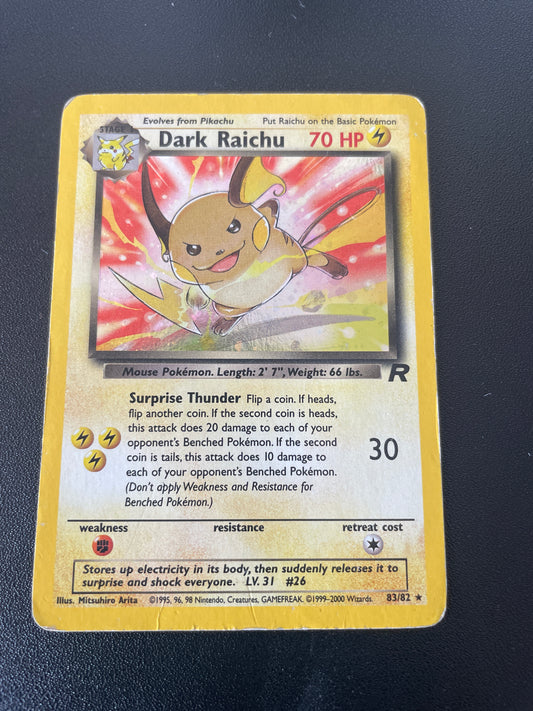 STAGE 1
Evolves from Pikachu
Put Raichu on the Basic Pokémon
Dark Raichu 70 HP
Mouse Pokémon. Length: 2' 7", Weight: 66 lbs.
R
Surprise Thunder Flip a coin. If heads,
flip another coin. If the second coin is heads,
this attack does 20 damage to each of your
opponent's Benched Pokémon. If the second
coin is tails, this attack does 10 damage to
each of your opponent's Benched Pokémon.
(Don't apply Weakness and Resistance for
Benched Pokémon.)
30
weakness resistance retreat cost
Stores up electricity in its body, then suddenly releases it to
surprise and shock everyone. LV. 31 #26
Illus. Mitsuhiro Arita ©1995, 96, 98 Nintendo, Creatures, GAMEFREAK. ©1999-2000 Wizards. 83/82 ★